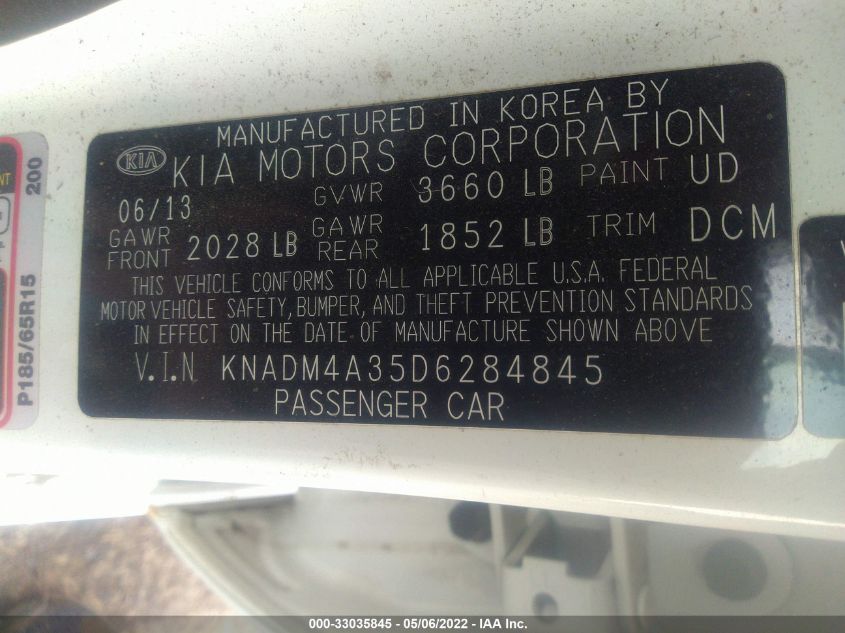 MANUFACTURED IN KOREA BY
KIA KIA MOTORS CORPORATION
06/13 GVWR 3660 LB PAINT UD
GAWR FRONT 2028 LB GAWR REAR 1852 LB TRIM DCM
THIS VEHICLE CONFORMS TO ALL APPLICABLE U.S.A. FEDERAL
MOTOR VEHICLE SAFETY, BUMPER, AND THEFT PREVENTION STANDARDS
IN EFFECT ON THE DATE OF MANUFACTURE SHOWN ABOVE
V.I.N KNADM4A35D6284845
PASSENGER CAR
P185/65R15 200
000-33035845 - 05/06/2022 - IAA Inc.